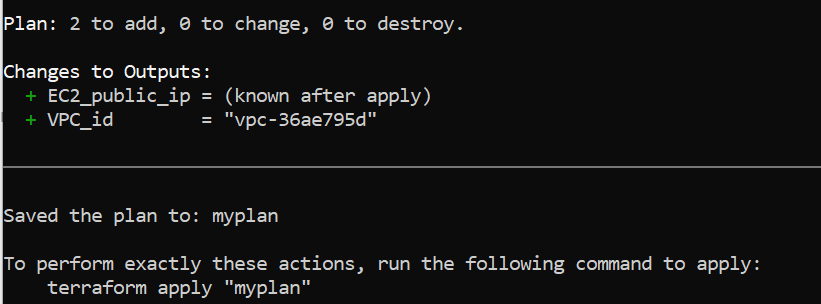 Plan: 2 to add, 0 to change, 0 to destroy.
Changes to Outputs:
+ EC2_public_ip = (known after apply)
+ VPC_id        = "vpc-36ae795d"
Saved the plan to: myplan
To perform exactly these actions, run the following command to apply:
terraform apply "myplan"